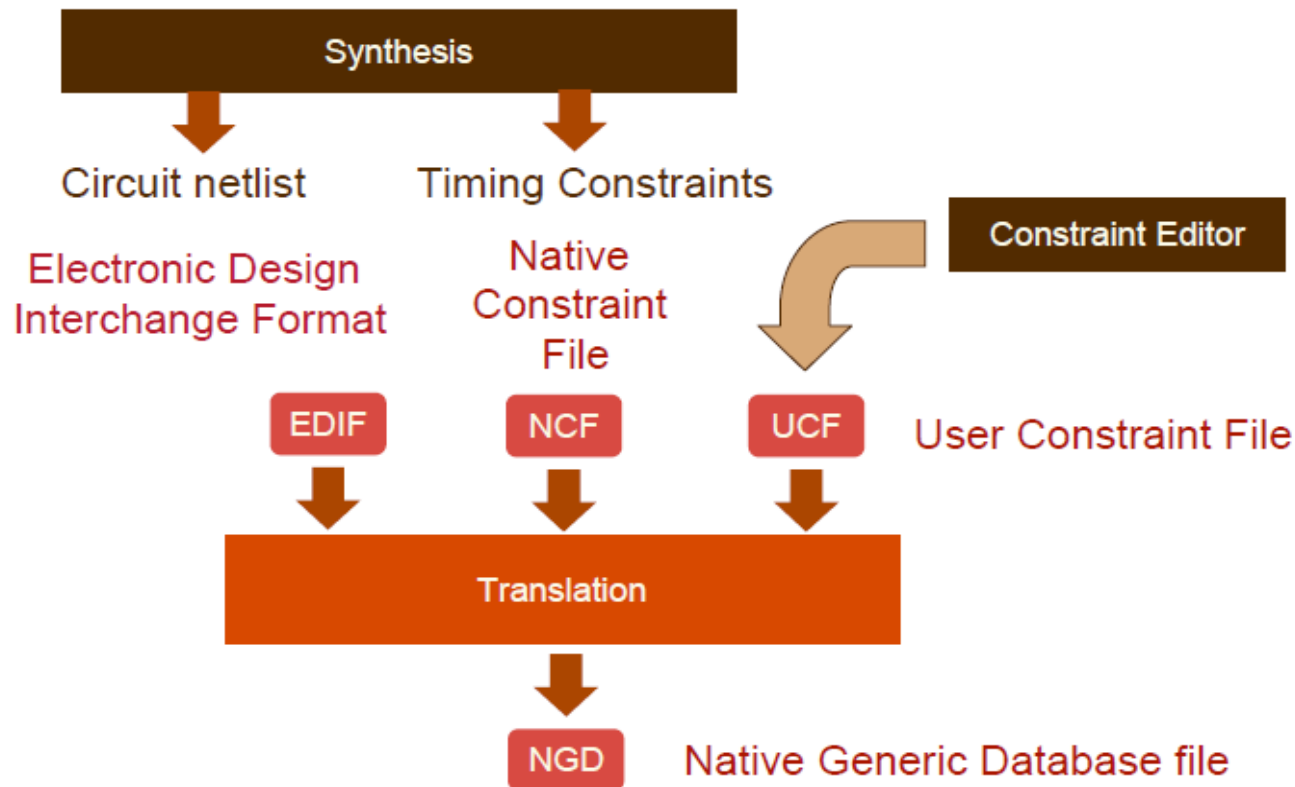 Synthesis
Circuit netlist
Timing Constraints
Constraint Editor
Electronic Design
Interchange Format
Native
Constraint
File
EDIF
NCF
UCF
User Constraint File
Translation
NGD
Native Generic Database file